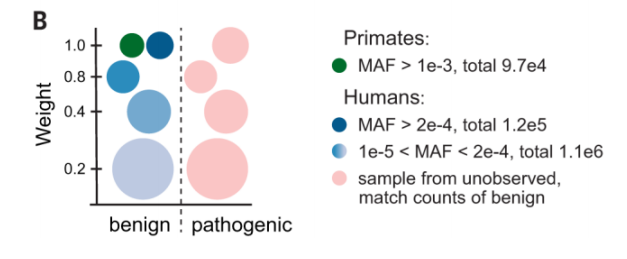 B
Weight
1.0
0.8
0.4
0.2
benign
pathogenic
Primates:
MAF > 1e-3, total 9.7e4
Humans:
MAF > 2e-4, total 1.2e5
1e-5 < MAF < 2e-4, total 1.1e6
sample from unobserved,
match counts of benign